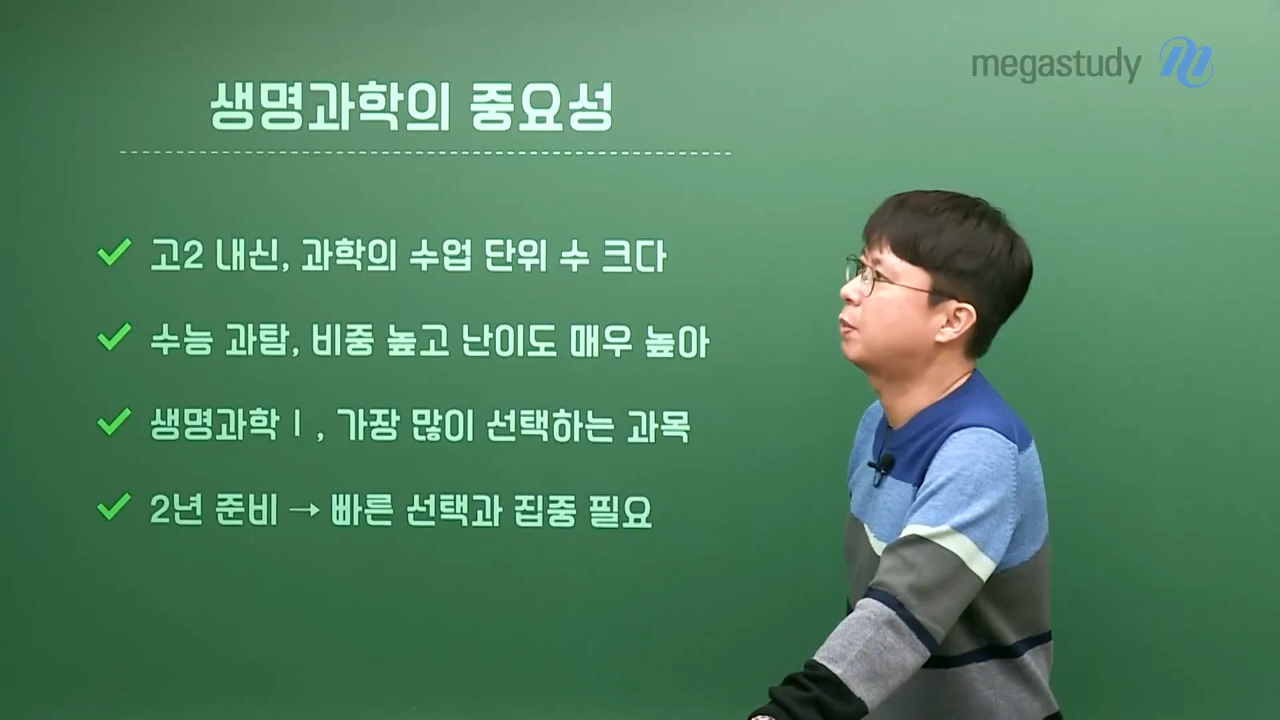 megastudy
생명과학의 중요성
고2 내신, 과학의 수업 단위 수 크다
수능 과탐, 비중 높고 난이도 매우 높아
생명과학Ⅰ, 가장 많이 선택하는 과목
2년 준비 → 빠른 선택과 집중 필요